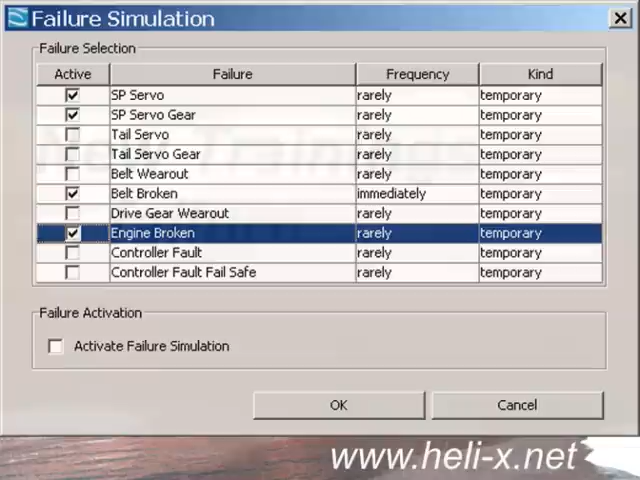 Failure Simulation
Failure Selection
Active Failure Frequency Kind
SP Servo rarely temporary
SP Servo Gear rarely temporary
Tail Servo rarely temporary
Tail Servo Gear rarely temporary
Belt Wearout rarely temporary
Belt Broken immediately temporary
Drive Gear Wearout rarely temporary
Engine Broken rarely temporary
Controller Fault rarely temporary
Controller Fault Fail Safe rarely temporary
Failure Activation
Activate Failure Simulation
OK Cancel
www.heli-x.net